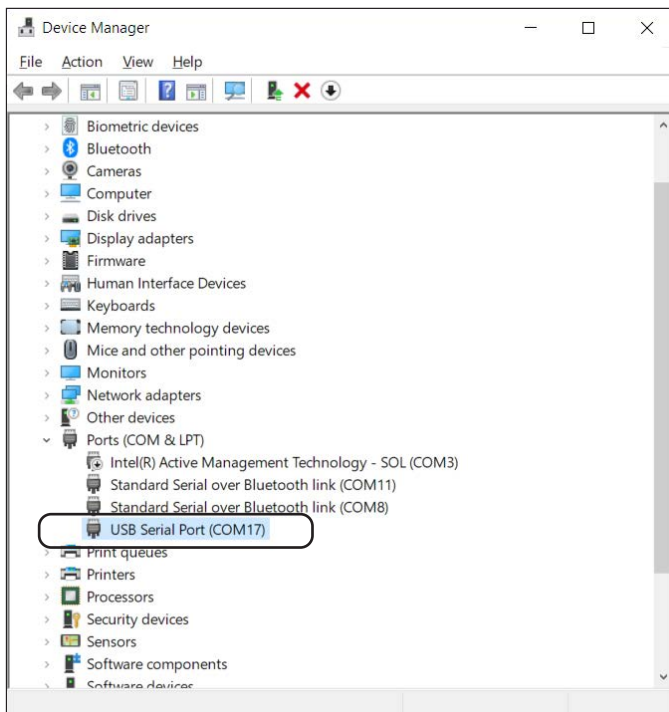 Device Manager
File Action View Help
Biometric devices
Bluetooth
Cameras
Computer
Disk drives
Display adapters
Firmware
Human Interface Devices
Keyboards
Memory technology devices
Mice and other pointing devices
Monitors
Network adapters
Other devices
Ports (COM & LPT)
Intel(R) Active Management Technology - SOL (COM3)
Standard Serial over Bluetooth link (COM11)
Standard Serial over Bluetooth link (COM8)
USB Serial Port (COM17)
Print queues
Printers
Processors
Security devices
Sensors
Software components
Software devices